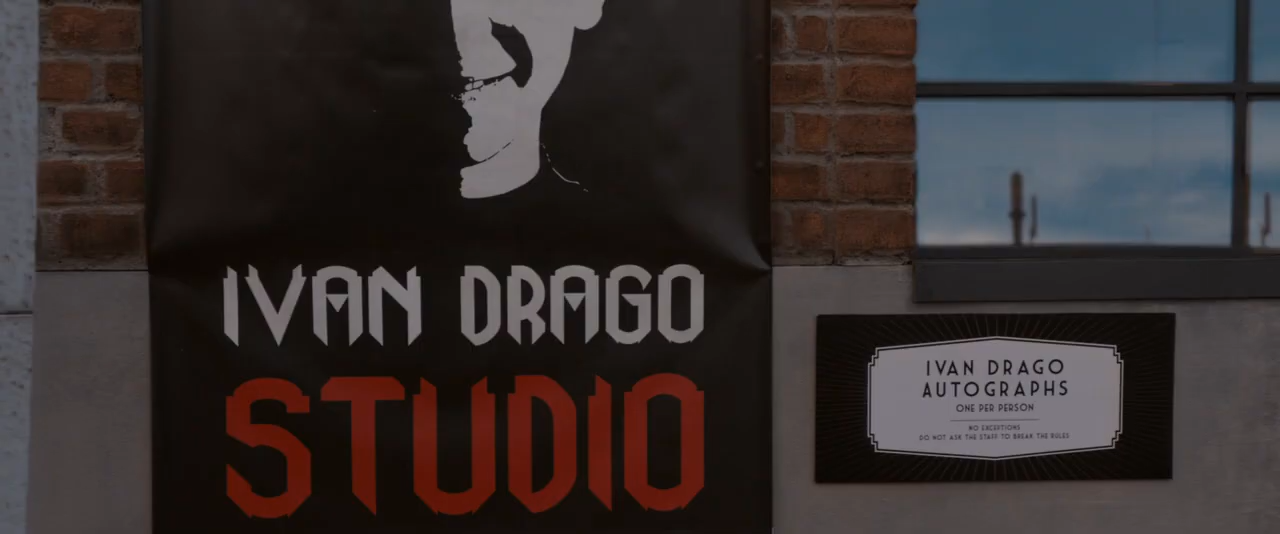 IVAN DRAGO
STUDIO
IVAN DRAGO
AUTOGRAPHS
ONE PER PERSON
NO EXCEPTIONS
DO NOT ASK THE STAFF TO BREAK THE RULES